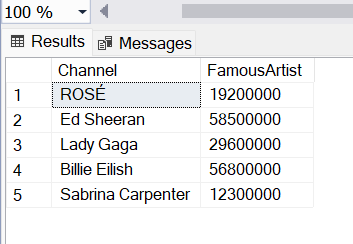 100 %
Results Messages
Channel FamousArtist
1 ROSÉ 19200000
2 Ed Sheeran 58500000
3 Lady Gaga 29600000
4 Billie Eilish 56800000
5 Sabrina Carpenter 12300000